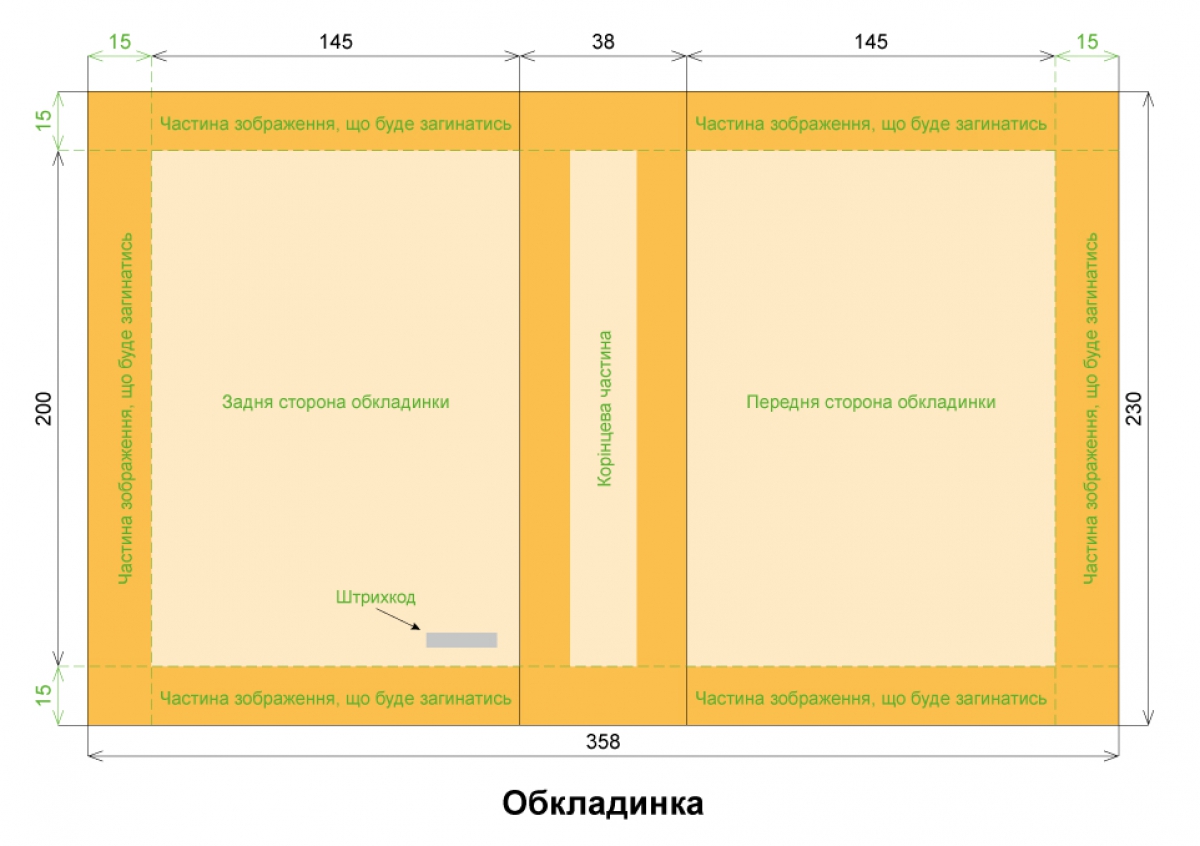 15
145
38
145
15
15
Частина зображення, що буде загинатись
Частина зображення, що буде загинатись
200
Частина зображення, що буде загинатись
Задня сторона обкладинки
Корінцева частина
Передня сторона обкладинки
Частина зображення, що буде загинатись
230
Штрихкод
15
Частина зображення, що буде загинатись
Частина зображення, що буде загинатись
358
Обкладинка